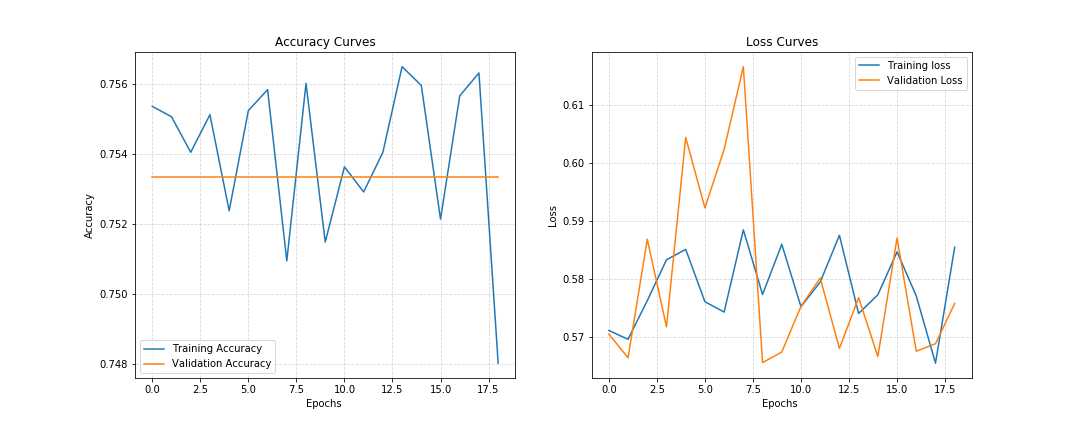 Accuracy Curves
0.756
0.754
0.752
0.750
0.748
Accuracy
Training Accuracy
Validation Accuracy
0.0 2.5 5.0 7.5 10.0 12.5 15.0 17.5
Epochs
Loss Curves
0.61
0.60
0.59
0.58
0.57
Loss
Training loss
Validation Loss
0.0 2.5 5.0 7.5 10.0 12.5 15.0 17.5
Epochs